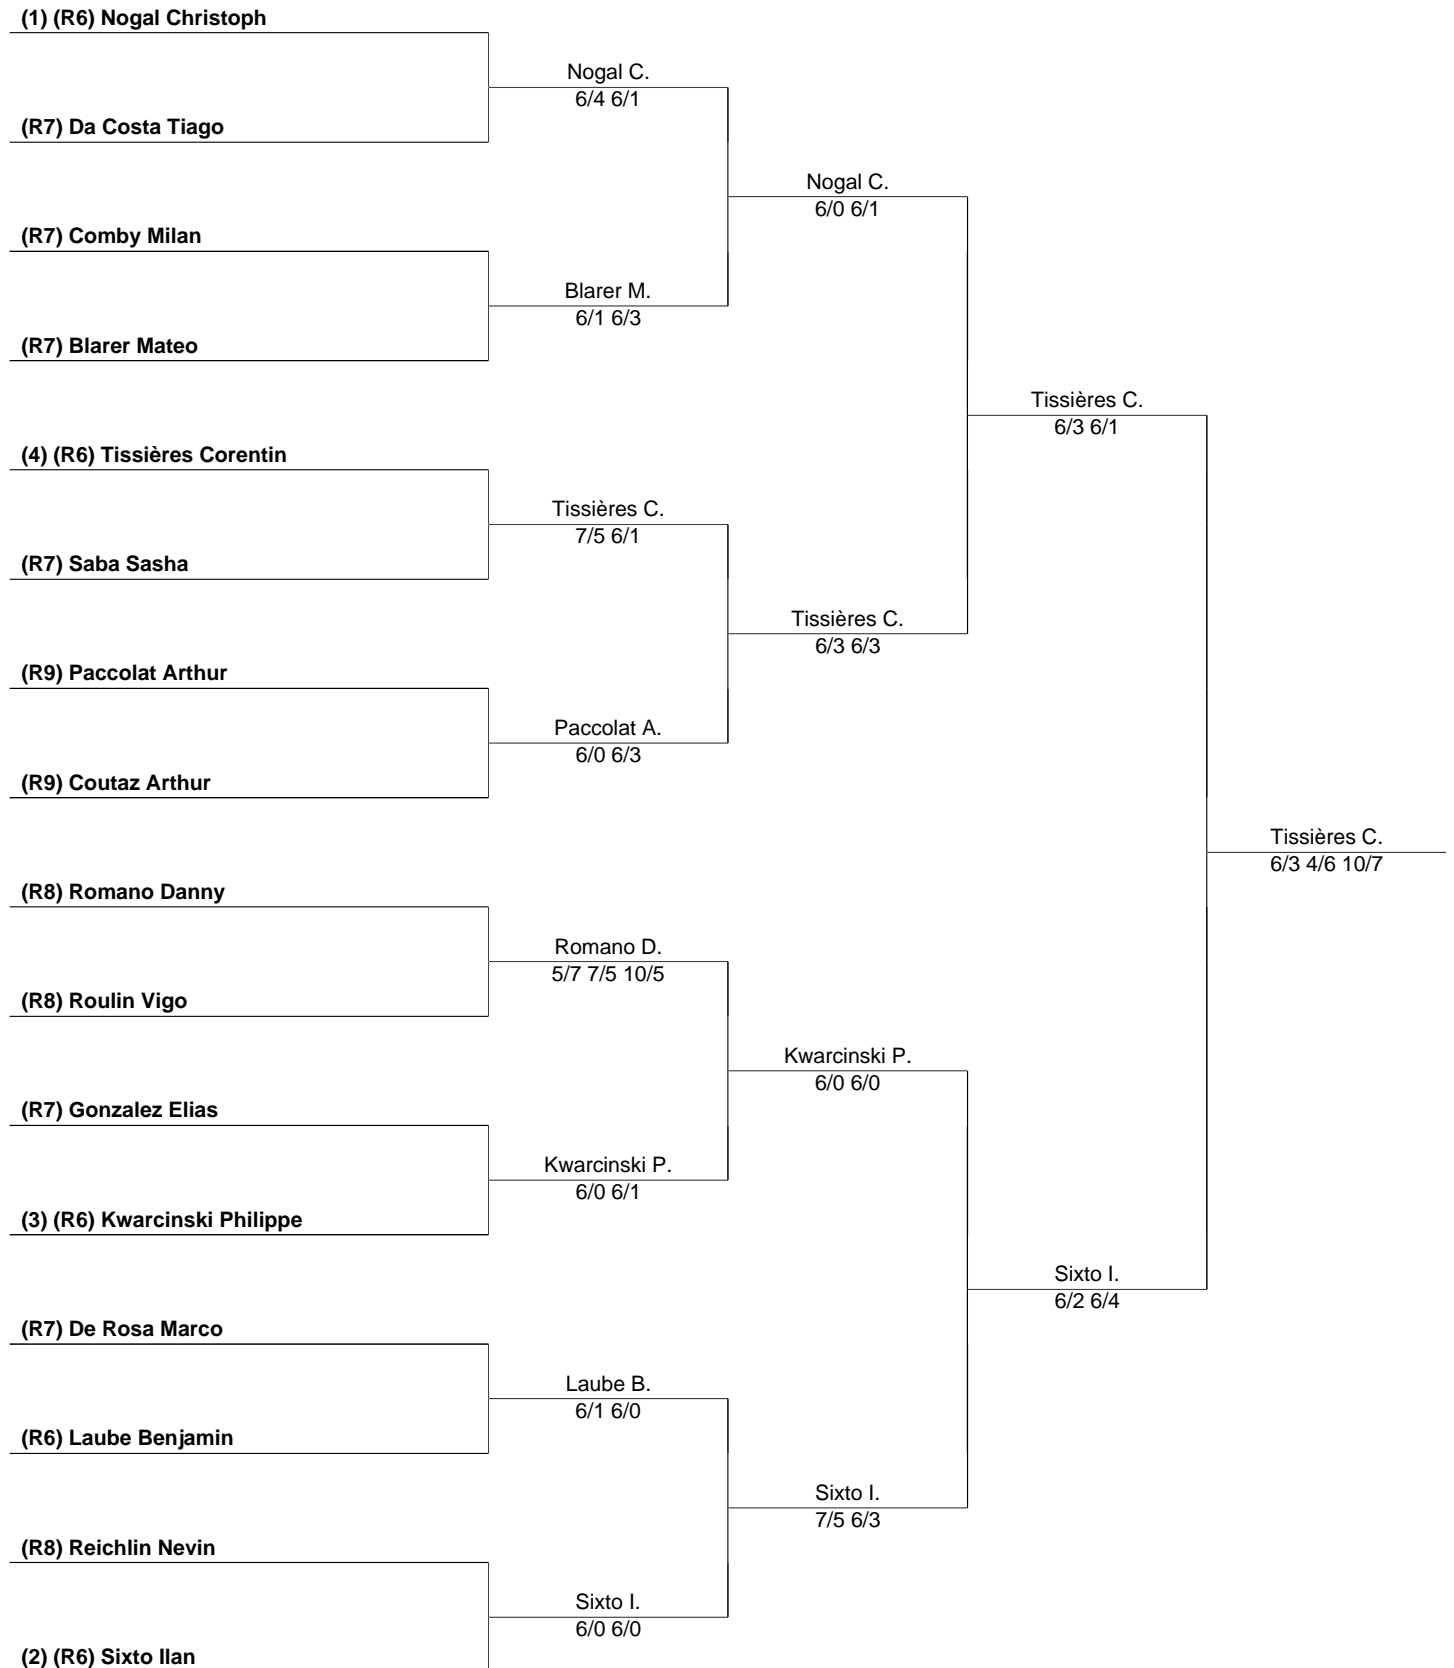 (1) (R6) Nogal Christoph
Nogal C.
6/4 6/1
(R7) Da Costa Tiago
Nogal C.
6/0 6/1
(R7) Comby Milan
Blarer M.
6/1 6/3
(R7) Blarer Mateo
Tissières C.
6/3 6/1
(4) (R6) Tissières Corentin
Tissières C.
7/5 6/1
(R7) Saba Sasha
Tissières C.
6/3 6/3
(R9) Paccolat Arthur
Paccolat A.
6/0 6/3
(R9) Coutaz Arthur
Tissières C.
6/3 4/6 10/7
(R8) Romano Danny
Romano D.
5/7 7/5 10/5
(R8) Roulin Vigo
Kwarcinski P.
6/0 6/0
(R7) Gonzalez Elias
Kwarcinski P.
6/0 6/1
(3) (R6) Kwarcinski Philippe
Sixto I.
6/2 6/4
(R7) De Rosa Marco
Laube B.
6/1 6/0
(R6) Laube Benjamin
Sixto I.
7/5 6/3
(R8) Reichlin Nevin
Sixto I.
6/0 6/0
(2) (R6) Sixto Ilan